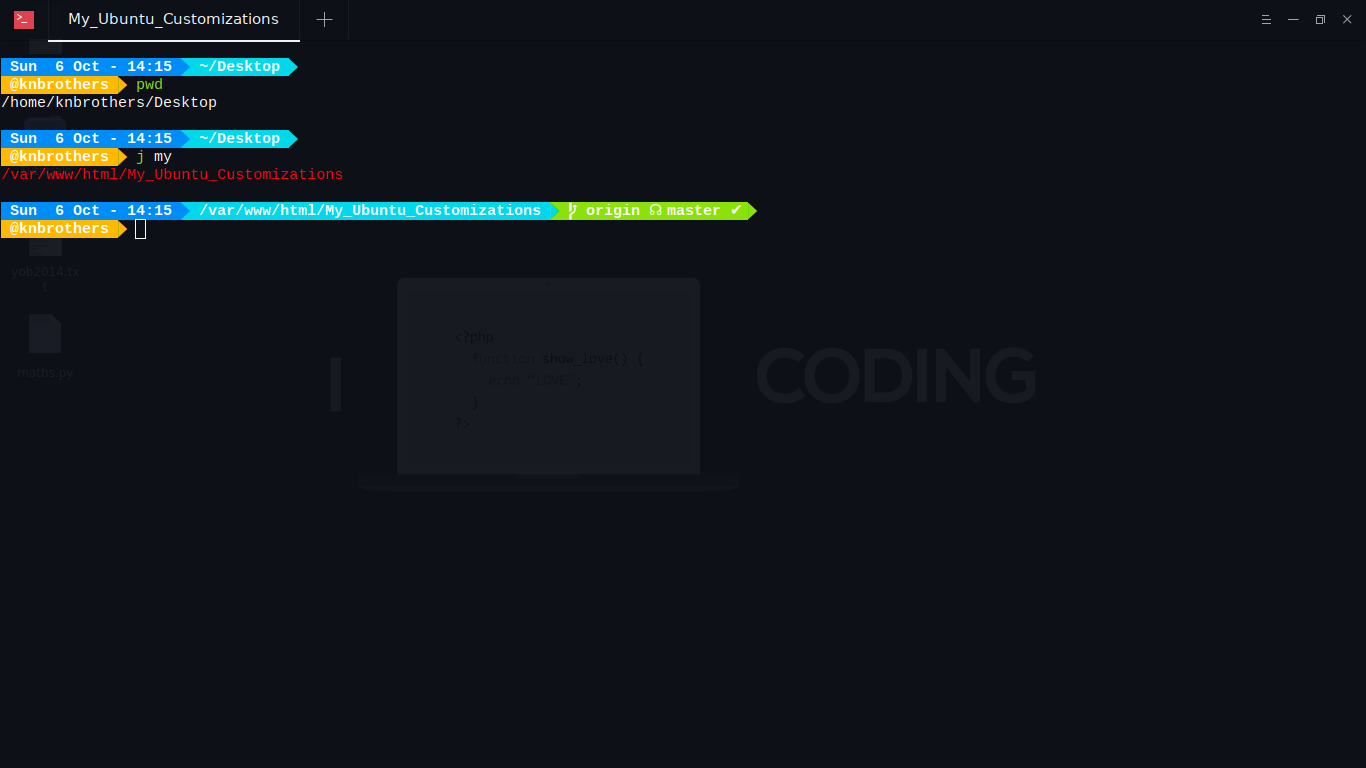 My_Ubuntu_Customizations
Sun  6 Oct - 14:15 ~/Desktop
@knbrothers pwd
/home/knbrothers/Desktop
Sun  6 Oct - 14:15 ~/Desktop
@knbrothers j my
/var/www/html/My_Ubuntu_Customizations
Sun  6 Oct - 14:15 /var/www/html/My_Ubuntu_Customizations origin ☊ master ✔
@knbrothers
yob2014.tx
t
maths.py
I
<?php
function show_love() {
echo "LOVE";
}
?>
CODING